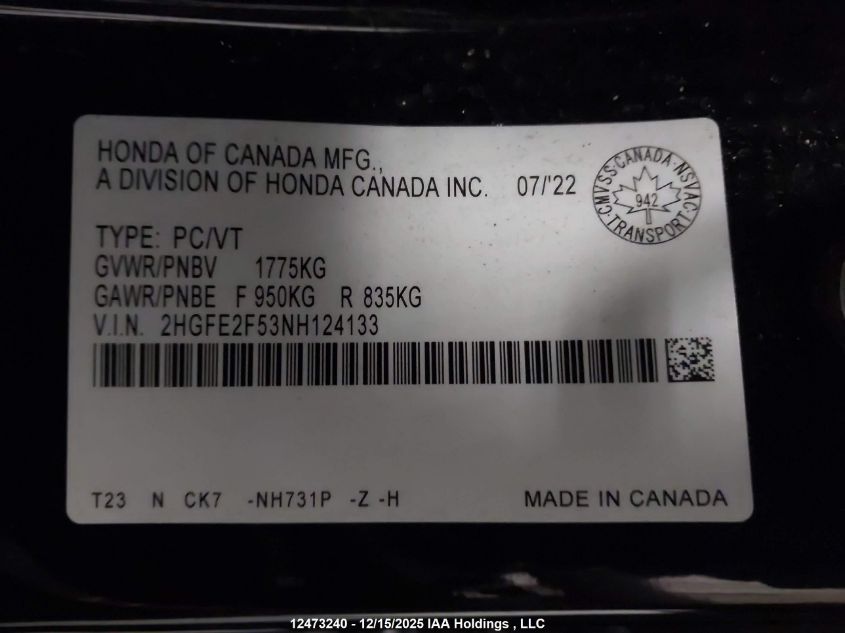 HONDA OF CANADA MFG.,
A DIVISION OF HONDA CANADA INC. 07/'22
CMVSS·CANADA·NSVAC·TRANSPORT·
942
TYPE: PC/VT
GVWR/PNBV 1775KG
GAWR/PNBE F 950KG R 835KG
V.I.N. 2HGFE2F53NH124133
T23 N CK7 -NH731P -Z -H MADE IN CANADA
12473240 - 12/15/2025 IAA Holdings , LLC